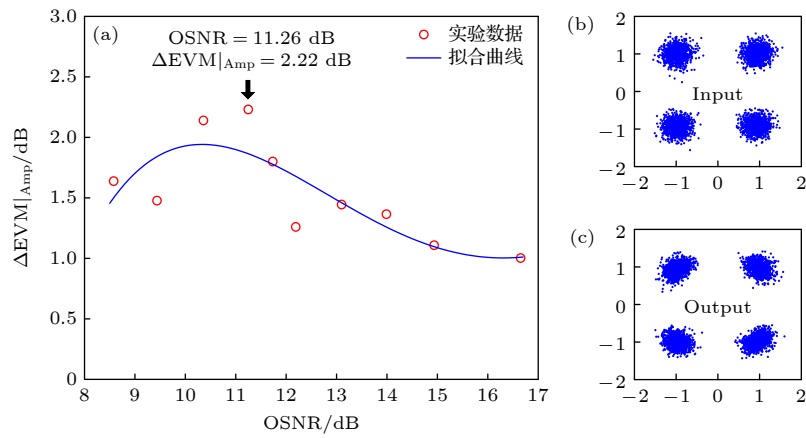 (a)
OSNR = 11.26 dB
ΔEVM|Amp = 2.22 dB
实验数据
拟合曲线
3.0
2.5
2.0
1.5
1.0
2.0
0
ΔEVM|Amp/dB
8 9 10 11 12 13 14 15 16 17
OSNR/dB
(b)
2
1
0
−1
−2
Input
−2 −1 0 1 2
(c)
2
1
0
−1
−2
Output
−2 −1 0 1 2